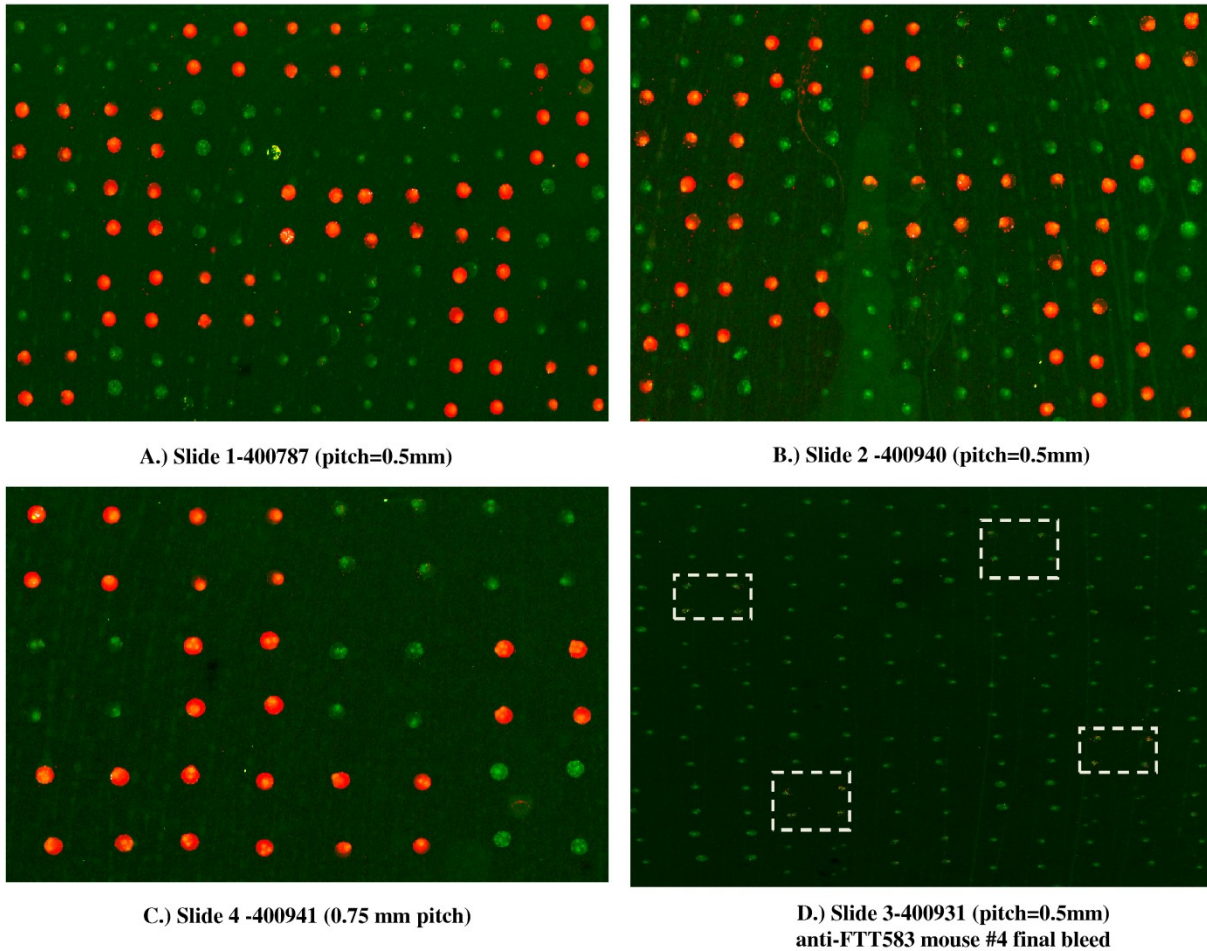 A.) Slide 1-400787 (pitch=0.5mm)
B.) Slide 2 -400940 (pitch=0.5mm)
C.) Slide 4 -400941 (0.75 mm pitch)
D.) Slide 3-400931 (pitch=0.5mm)
anti-FTT583 mouse #4 final bleed